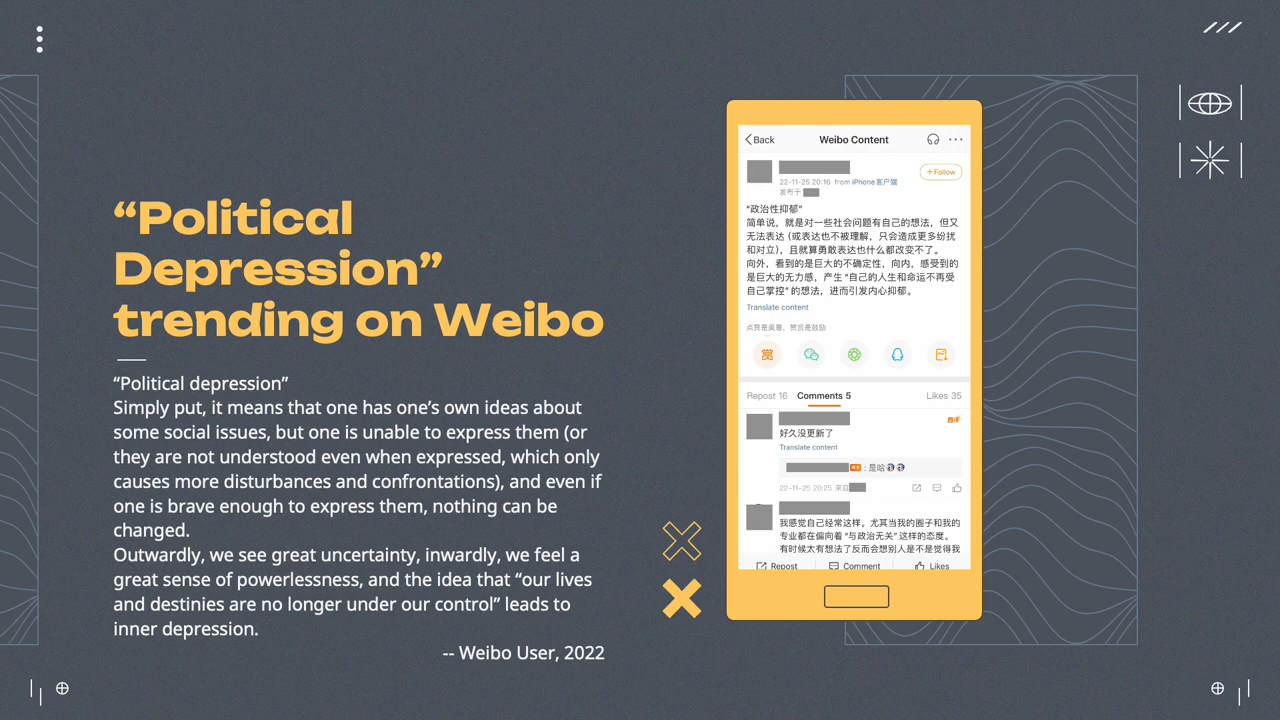 “Political
Depression”
trending on Weibo
“Political depression”
Simply put, it means that one has one’s own ideas about
some social issues, but one is unable to express them (or
they are not understood even when expressed, which only
causes more disturbances and confrontations), and even if
one is brave enough to express them, nothing can be
changed.
Outwardly, we see great uncertainty, inwardly, we feel a
great sense of powerlessness, and the idea that “our lives
and destinies are no longer under our control” leads to
inner depression.
-- Weibo User, 2022
Back
Weibo Content
22-11-25 20:16 from iPhone客户端
发布于
+Follow
“政治性抑郁”
简单说，就是对一些社会问题有自己的想法，但又
无法表达 (或表达也不被理解，只会造成更多纷扰
和对立)，且就算勇敢表达也什么都改变不了。
向外，看到的是巨大的不确定性，向内，感受到的
是巨大的无力感，产生 “自己的人生和命运不再受
自己掌控” 的想法，进而引发内心抑郁。
Translate content
点赞是美意，赞赏是鼓励
赏
Repost 16 Comments 5 Likes 35
好久没更新了
Translate content
: 是哈
22-11-25 20:25 来自
我感觉自己经常这样。尤其当我的圈子和我的
专业都在偏向着 “与政治无关” 这样的态度。
有时候太有想法了反而会想别人是不是觉得我
Repost Comment Likes